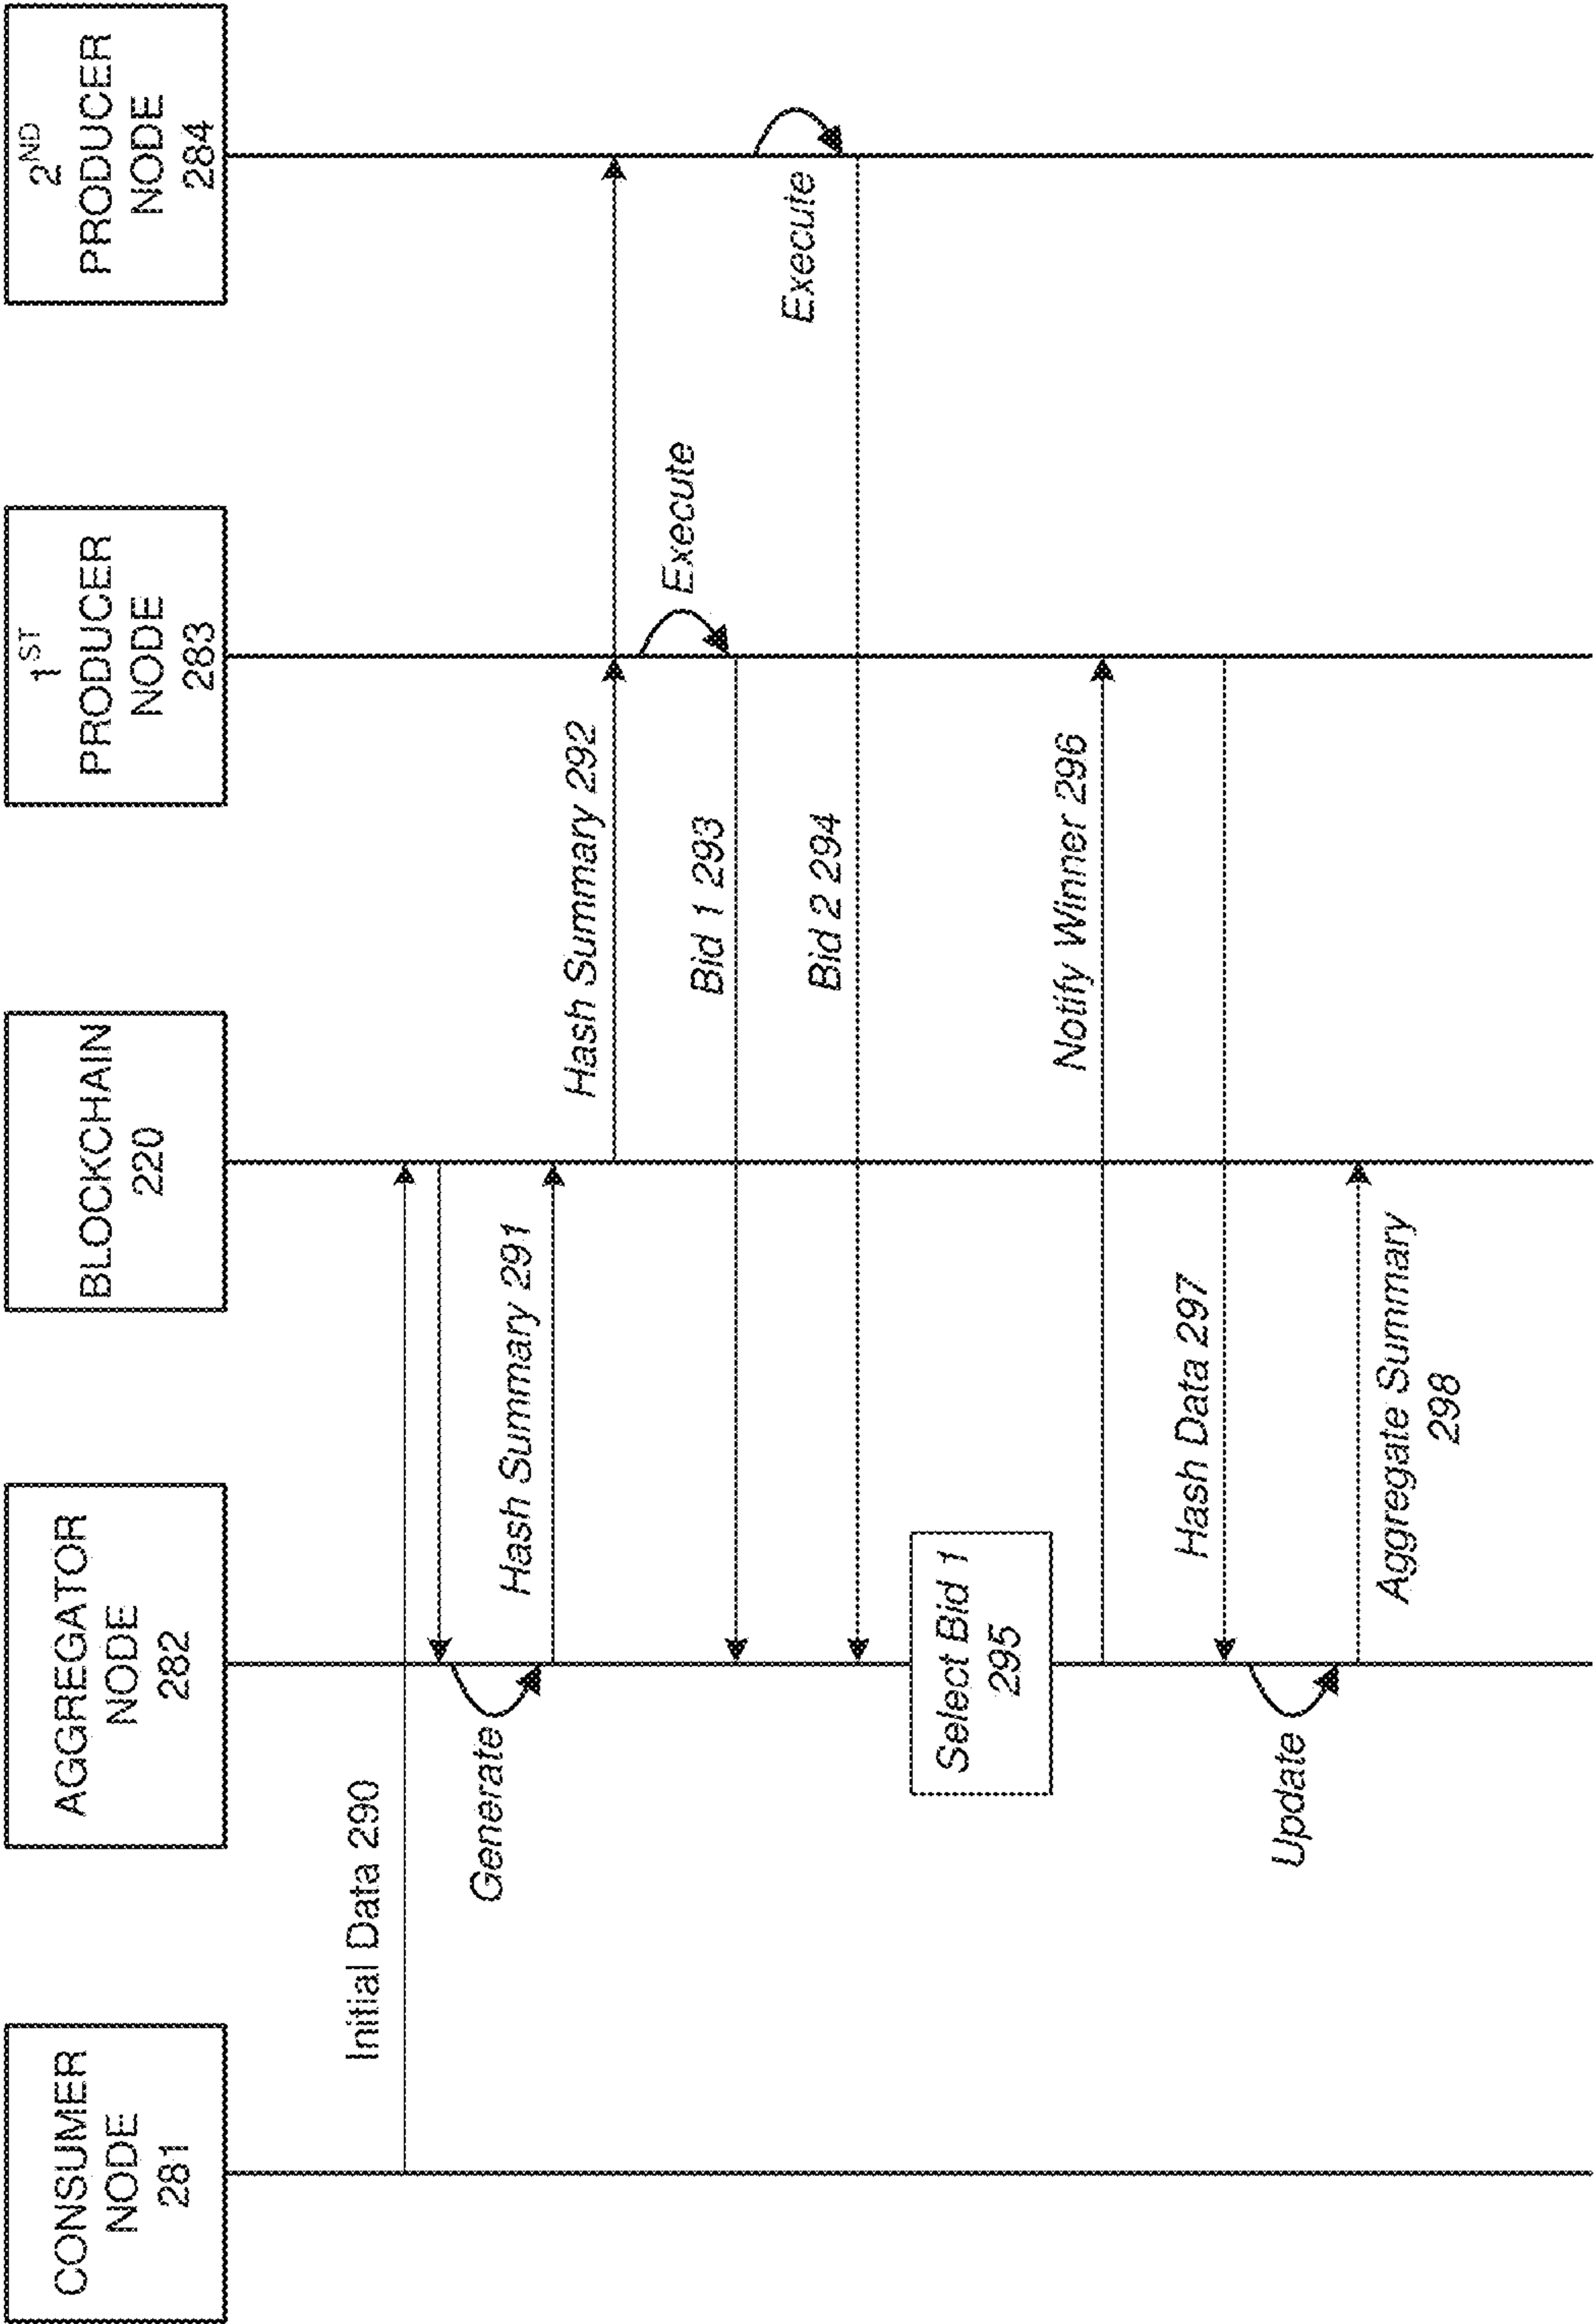 CONSUMER
NODE
281
AGGREGATOR
NODE
282
BLOCKCHAIN
220
1ST
PRODUCER
NODE
283
2ND
PRODUCER
NODE
284
Initial Data 290
Generate
Hash Summary 291
Hash Summary 292
Execute
Bid 1 293
Execute
Bid 2 294
Select Bid 1
295
Notify Winner 296
Hash Data 297
Update
Aggregate Summary
298